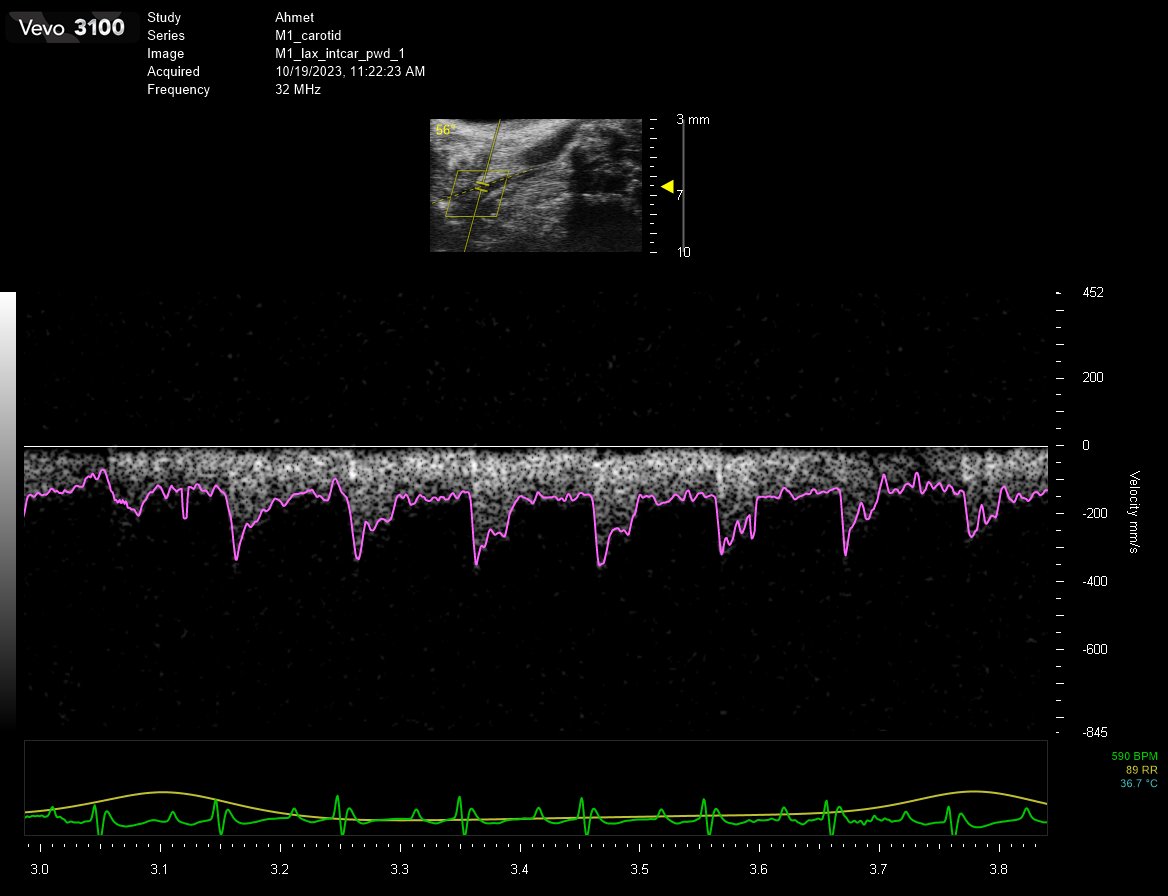 Vevo 3100
Study Ahmet
Series M1_carotid
Image M1_lax_intcar_pwd_1
Acquired 10/19/2023, 11:22:23 AM
Frequency 32 MHz
56°
3 mm
7
10
452
200
0
-200
-400
-600
-845
Velocity mm/s
590 BPM
89 RR
36.7 °C
3.0 3.1 3.2 3.3 3.4 3.5 3.6 3.7 3.8